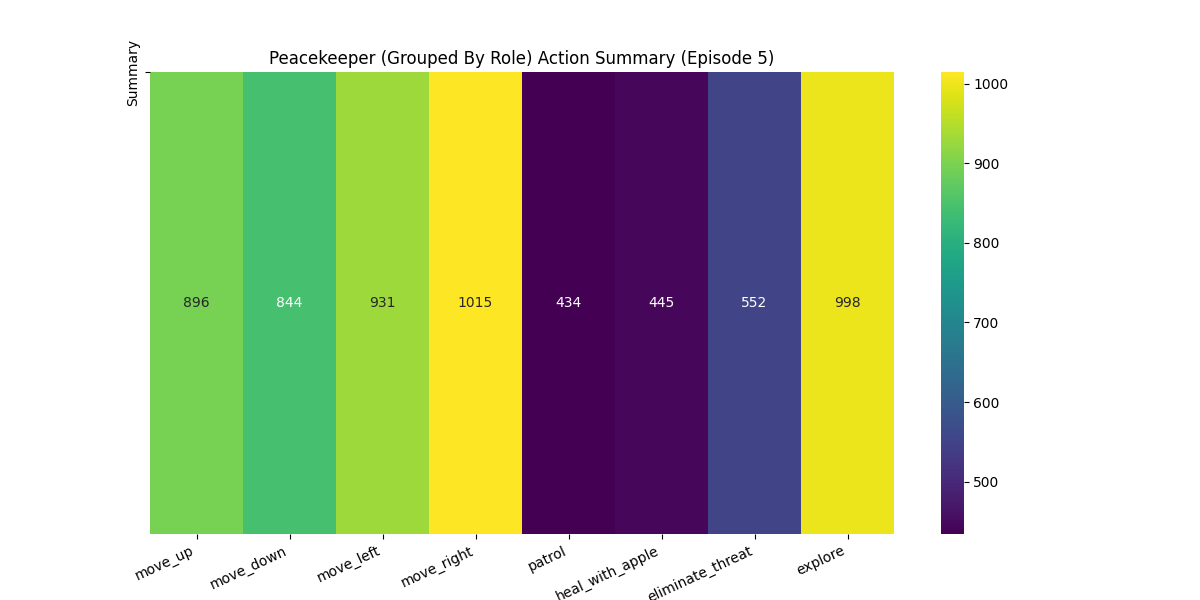 Peacekeeper (Grouped By Role) Action Summary (Episode 5)
Summary
896 844 931 1015 434 445 552 998
move_up move_down move_left move_right patrol heal_with_apple eliminate_threat explore
1000
900
800
700
600
500